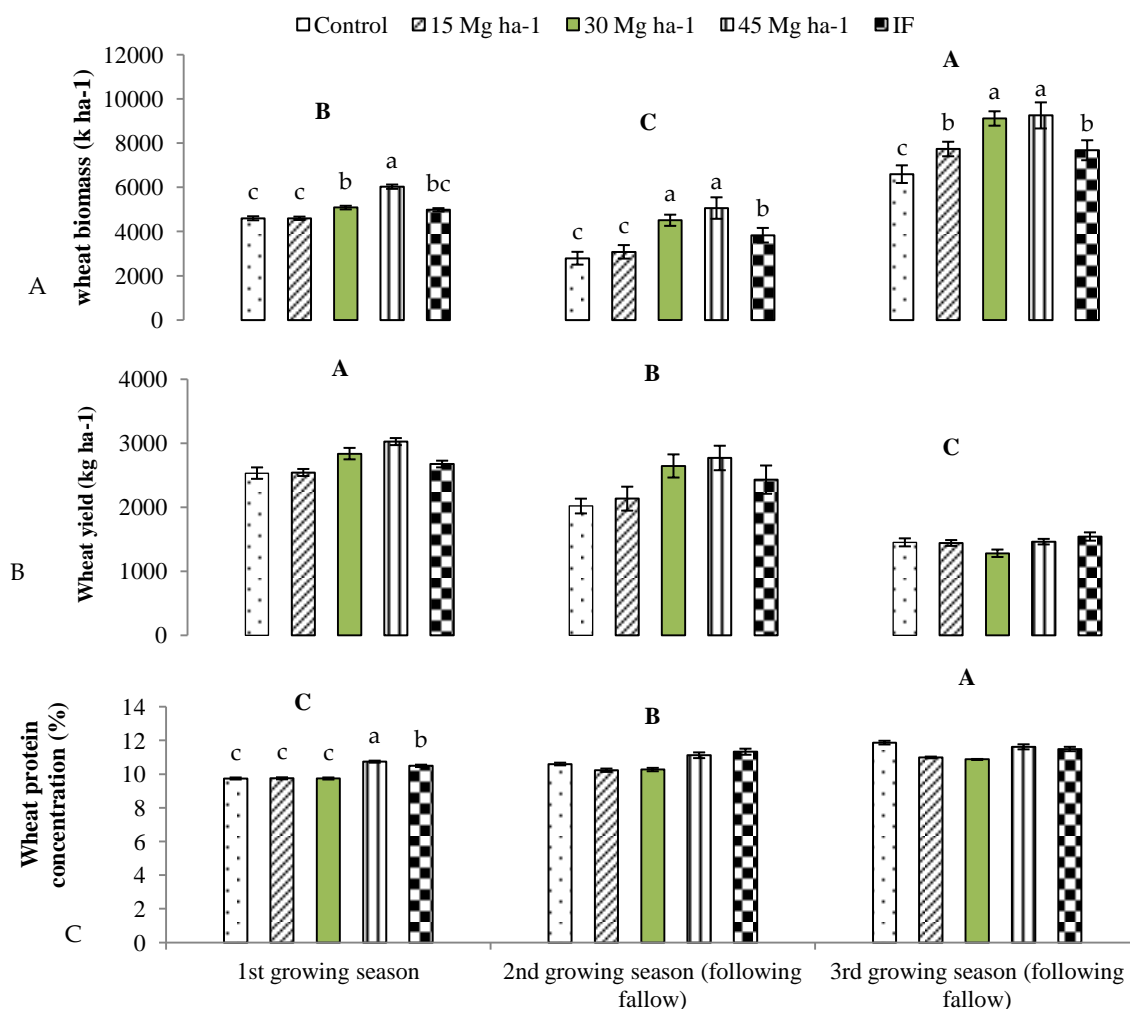 Control 15 Mg ha-1 30 Mg ha-1 45 Mg ha-1 IF
A
wheat biomass (k ha-1)
12000
10000
8000
6000
4000
2000
0
B
c c b a bc
C
c c a a b
A
c b a a b
B
Wheat yield (kg ha-1)
4000
3000
2000
1000
0
A
B
C
C
Wheat protein
concentration (%)
14
12
10
8
6
4
2
0
C
c c c a b
B
A
1st growing season
2nd growing season (following
fallow)
3rd growing season (following
fallow)